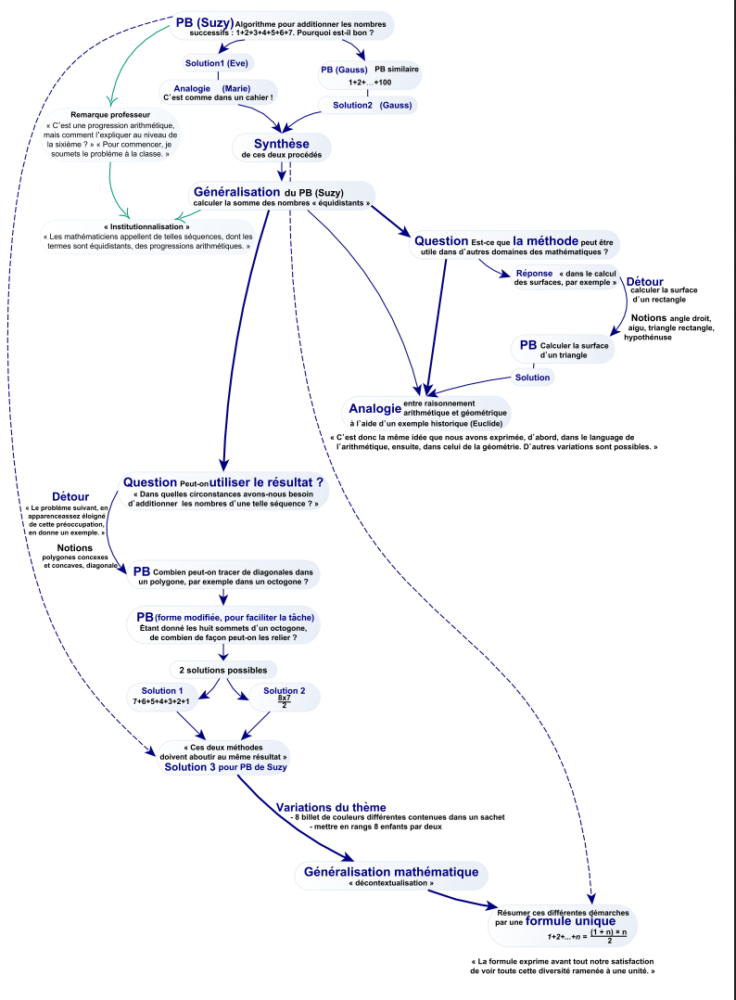 PB (Suzy) Algorithme pour additionner les nombres
successifs : 1+2+3+4+5+6+7. Pourquoi est-il bon ?
Solution1 (Eve)
Analogie (Marie)
C'est comme dans un cahier !
PB (Gauss) PB similaire
1+2+...+100
Solution2 (Gauss)
Remarque professeur
« C'est une progression arithmétique,
mais comment l'expliquer au niveau de
la sixième ? » « Pour commencer, je
soumets le problème à la classe. »
Synthèse
de ces deux procédés
Généralisation du PB (Suzy)
calculer la somme des nombres « équidistants »
« Institutionnalisation »
« Les mathématiciens appellent de telles séquences, dont les
termes sont équidistants, des progressions arithmétiques. »
Question Est-ce que la méthode peut être
utile dans d'autres domaines des mathématiques ?
Réponse « dans le calcul
des surfaces, par exemple »
Détour
calculer la surface
d'un rectangle
Notions angle droit,
aigu, triangle rectangle,
hypothénuse
PB Calculer la surface
d'un triangle
Solution
Analogie entre raisonnement
arithmétique et géométrique
à l'aide d'un exemple historique (Euclide)
« C'est donc la même idée que nous avons exprimée, d'abord, dans le language de
l'arithmétique, ensuite, dans celui de la géométrie. D'autres variations sont possibles. »
Question Peut-on utiliser le résultat ?
« Dans quelles circonstances avons-nous besoin
d'additionner les nombres d'une telle séquence ? »
Détour
« Le problème suivant, en
apparenceassez éloigné
de cette préoccupation,
en donne un exemple. »
Notions
polygones concexes
et concaves, diagonale
PB Combien peut-on tracer de diagonales dans
un polygone, par exemple dans un octogone ?
PB (forme modifiée, pour faciliter la tâche)
Étant donné les huit sommets d'un octogone,
de combien de façon peut-on les relier ?
2 solutions possibles
Solution 1
7+6+5+4+3+2+1
Solution 2
8x7
2
« Ces deux méthodes
doivent aboutir au même résultat »
Solution 3 pour PB de Suzy
Variations du thème
- 8 billet de couleurs différentes contenues dans un sachet
- mettre en rangs 8 enfants par deux
Généralisation mathématique
« décontextualisation »
Résumer ces différentes démarches
par une formule unique
1+2+...+n = (1 + n) × n
2
« La formule exprime avant tout notre satisfaction
de voir toute cette diversité ramenée à une unité. »